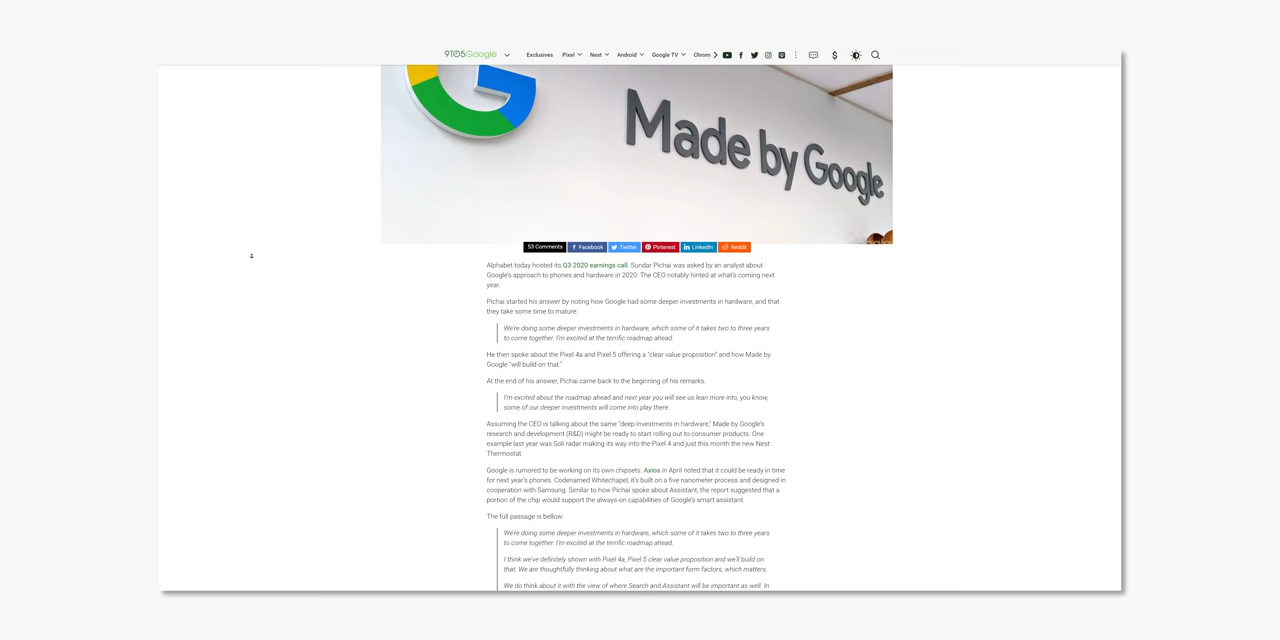 9TO5Google Exclusives Pixel Nest Android Google TV Chrom $
Made by Google
53 Comments Facebook Twitter Pinterest LinkedIn Reddit
Alphabet today hosted its Q3 2020 earnings call. Sundar Pichai was asked by an analyst about
Google's approach to phones and hardware in 2020. The CEO notably hinted at what's coming next
year.
Pichai started his answer by noting how Google had some deeper investments in hardware, and that
they take some time to mature.
We're doing some deeper investments in hardware, which some of it takes two to three years
to come together. I'm excited at the terrific roadmap ahead.
He then spoke about the Pixel 4a and Pixel 5 offering a "clear value proposition" and how Made by
Google "will build on that."
At the end of his answer, Pichai came back to the beginning of his remarks.
I'm excited about the roadmap ahead and next year you will see us lean more into, you know,
some of our deeper investments will come into play there.
Assuming the CEO is talking about the same "deep investments in hardware," Made by Google's
research and development (R&D) might be ready to start rolling out to consumer products. One
example last year was Soli radar making its way into the Pixel 4 and just this month the new Nest
Thermostat.
Google is rumored to be working on its own chipsets. Axios in April noted that it could be ready in time
for next year's phones. Codenamed Whitechapel, it's built on a five nanometer process and designed in
cooperation with Samsung. Similar to how Pichai spoke about Assistant, the report suggested that a
portion of the chip would support the always-on capabilities of Google's smart assistant.
The full passage is bellow:
We're doing some deeper investments in hardware, which some of it takes two to three years
to come together. I'm excited at the terrific roadmap ahead.
I think we've definitely shown with Pixel 4a, Pixel 5 clear value proposition and we'll build on
that. We are thoughtfully thinking about what are the important form factors, which matters.
We do think about it with the view of where Search and Assistant will be important as well. In